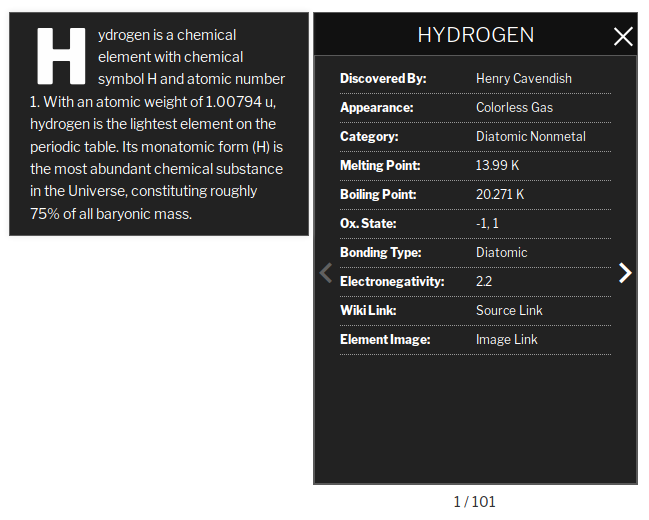 Hydrogen is a chemical
element with chemical
symbol H and atomic number
1. With an atomic weight of 1.00794 u,
hydrogen is the lightest element on the
periodic table. Its monatomic form (H) is
the most abundant chemical substance
in the Universe, constituting roughly
75% of all baryonic mass.
HYDROGEN
Discovered By: Henry Cavendish
Appearance: Colorless Gas
Category: Diatomic Nonmetal
Melting Point: 13.99 K
Boiling Point: 20.271 K
Ox. State: -1, 1
Bonding Type: Diatomic
Electronegativity: 2.2
Wiki Link: Source Link
Element Image: Image Link
1 / 101